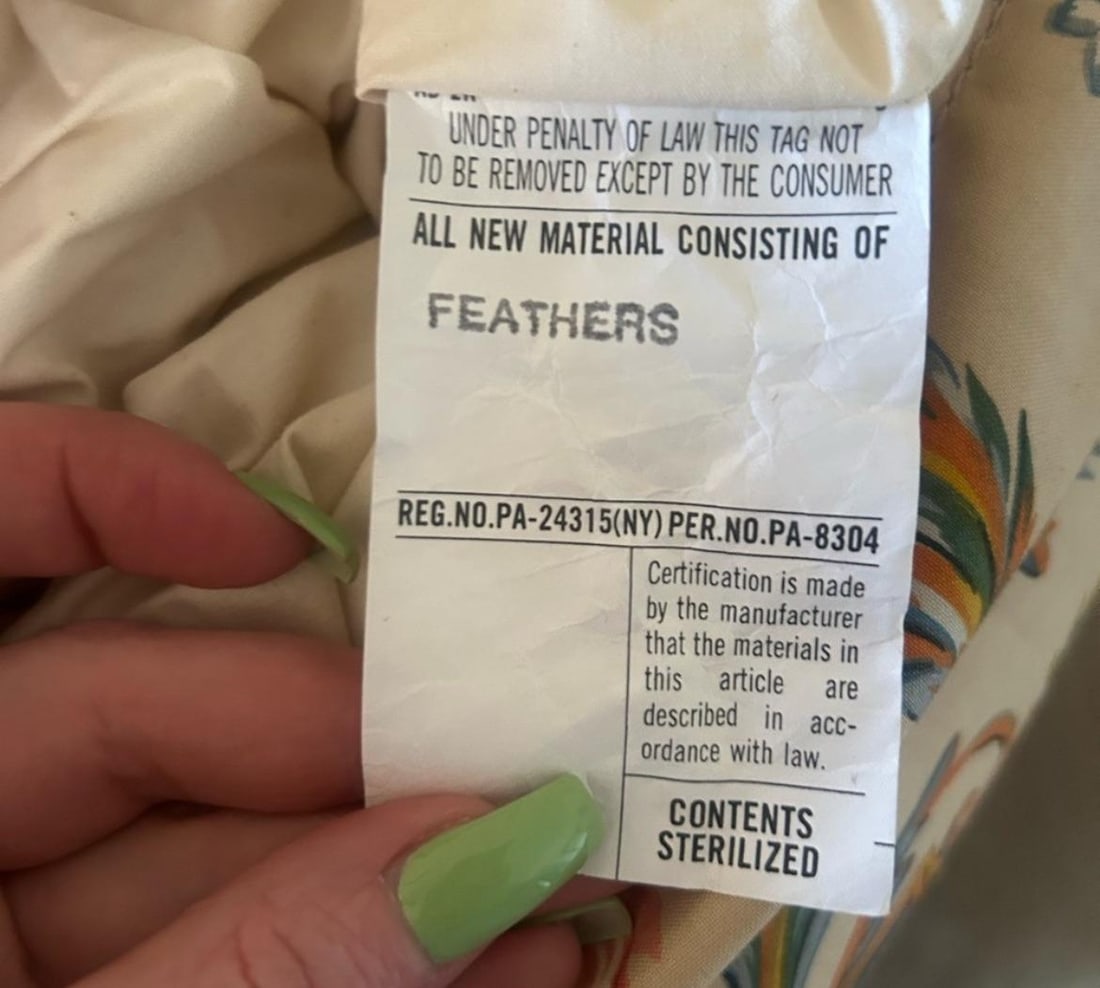 UNDER PENALTY OF LAW THIS TAG NOT
TO BE REMOVED EXCEPT BY THE CONSUMER
ALL NEW MATERIAL CONSISTING OF
FEATHERS
REG.NO.PA-24315(NY) PER.NO.PA-8304
Certification is made
by the manufacturer
that the materials in
this article are
described in acc-
ordance with law.
CONTENTS
STERILIZED